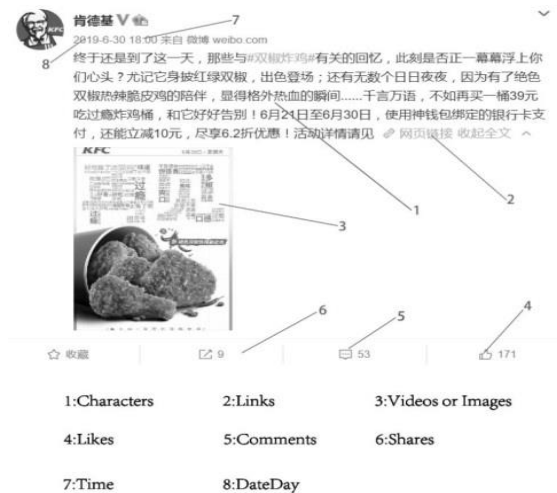 肯德基 V
7
KFC
2019-6-30 18:00 来自 微博 weibo.com
8
终于还是到了这一天，那些与#双椒炸鸡#有关的回忆，此刻是否正一幕幕浮上你
们心头？尤记它身披红绿双椒，出色登场；还有无数个日日夜夜，因为有了绝色
双椒热辣脆皮鸡的陪伴，显得格外热血的瞬间......千言万语，不如再买一桶39元
吃过瘾炸鸡桶，和它好好告别！6月21日至6月30日，使用神钱包绑定的银行卡支
付，还能立减10元，尽享6.2折优惠！活动详情请见 网页链接 收起全文
KFC
1
2
3
6
5
4
收藏
9
53
171
1:Characters 2:Links 3:Videos or Images
4:Likes 5:Comments 6:Shares
7:Time 8:DateDay